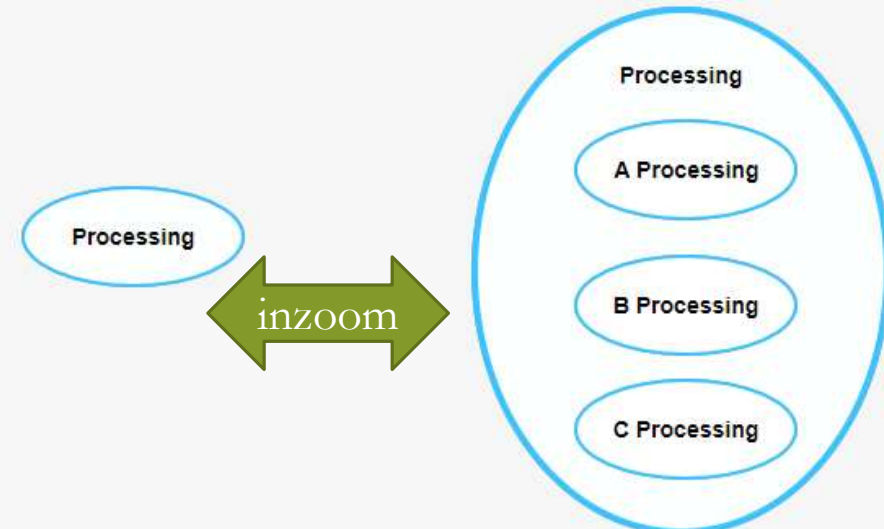 Processing
inzoom
Processing
A Processing
B Processing
C Processing